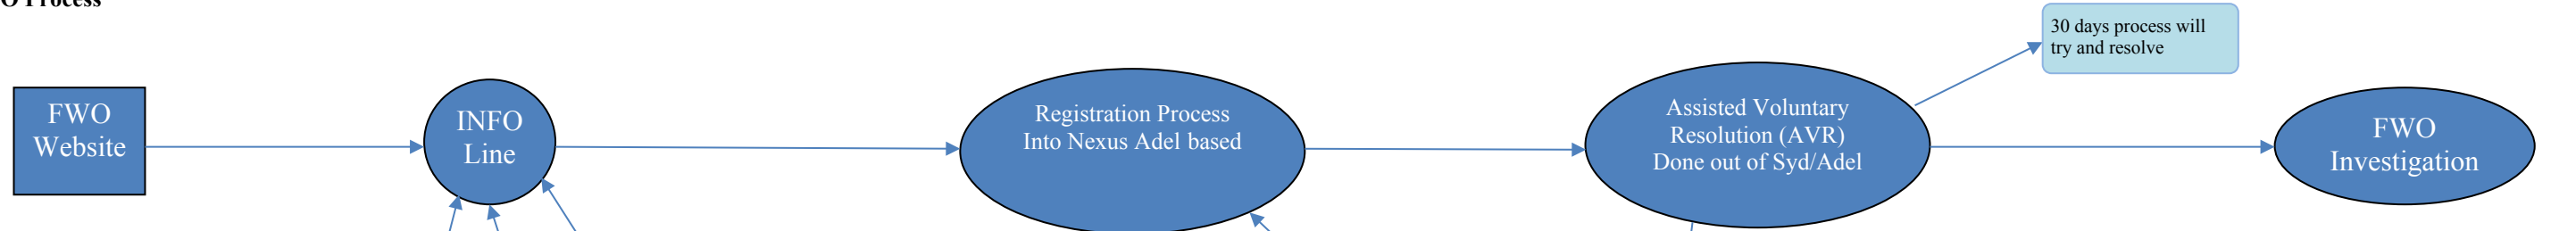 O Process
30 days process will
try and resolve
FWO
Website
INFO
Line
Registration Process
Into Nexus Adel based
Assisted Voluntary
Resolution (AVR)
Done out of Syd/Adel
FWO
Investigation